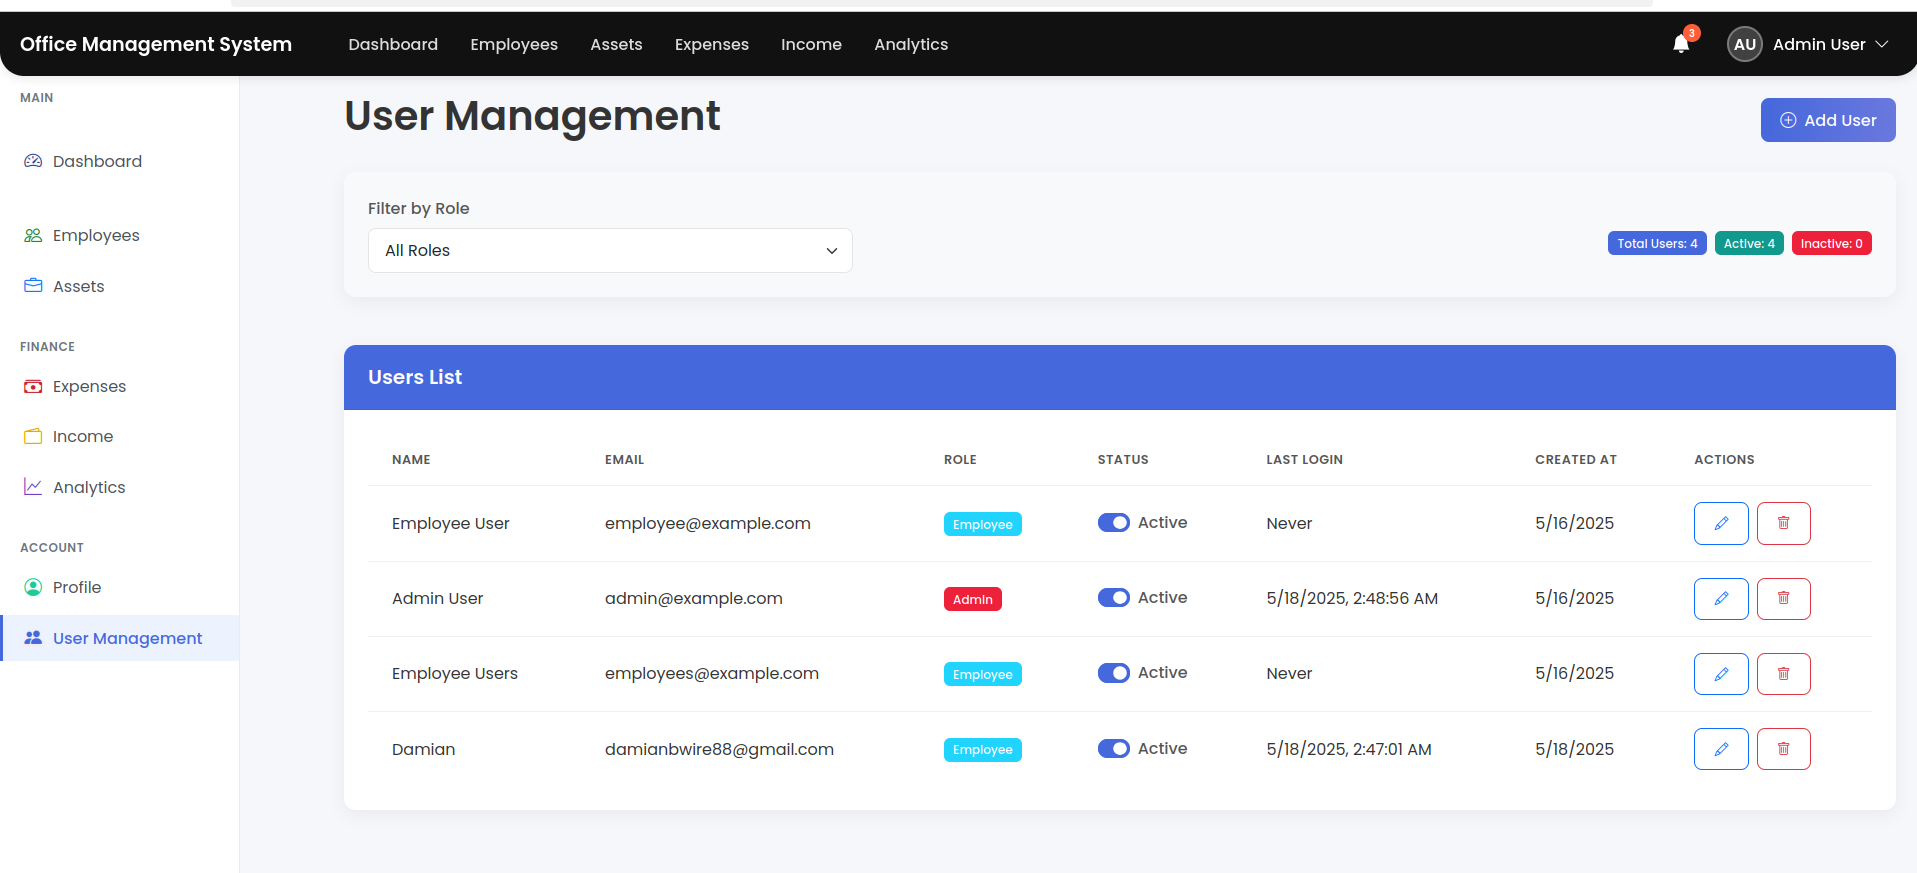 Office Management System
Dashboard Employees Assets Expenses Income Analytics
3
AU Admin User
MAIN
Dashboard
Employees
Assets
FINANCE
Expenses
Income
Analytics
ACCOUNT
Profile
User Management
User Management
Add User
Filter by Role
All Roles
Total Users: 4 Active: 4 Inactive: 0
Users List
NAME EMAIL ROLE STATUS LAST LOGIN CREATED AT ACTIONS
Employee User employee@example.com Employee Active Never 5/16/2025
Admin User admin@example.com Admin Active 5/18/2025, 2:48:56 AM 5/16/2025
Employee Users employees@example.com Employee Active Never 5/16/2025
Damian damianbwire88@gmail.com Employee Active 5/18/2025, 2:47:01 AM 5/18/2025